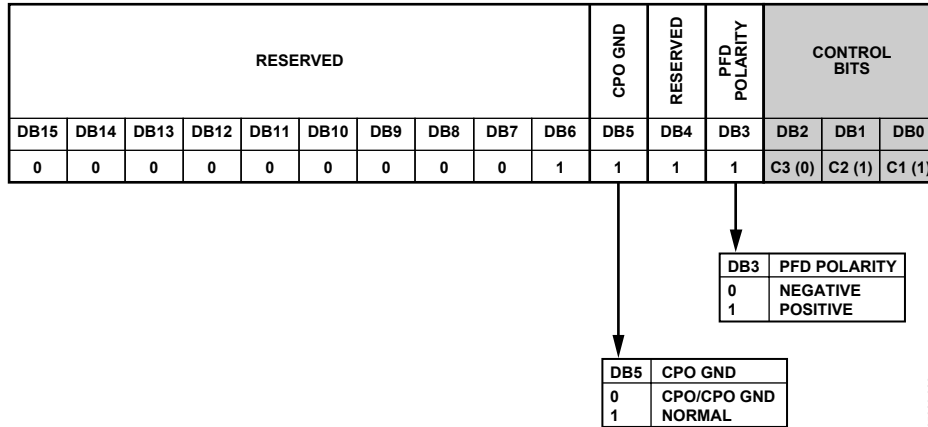 RESERVED
CPO GND
RESERVED
PFD
POLARITY
CONTROL
BITS
DB15 DB14 DB13 DB12 DB11 DB10 DB9 DB8 DB7 DB6 DB5 DB4 DB3 DB2 DB1 DB0
0 0 0 0 0 0 0 0 0 1 1 1 1 C3 (0) C2 (1) C1 (1)
DB3 PFD POLARITY
0 NEGATIVE
1 POSITIVE
DB5 CPO GND
0 CPO/CPO GND
1 NORMAL